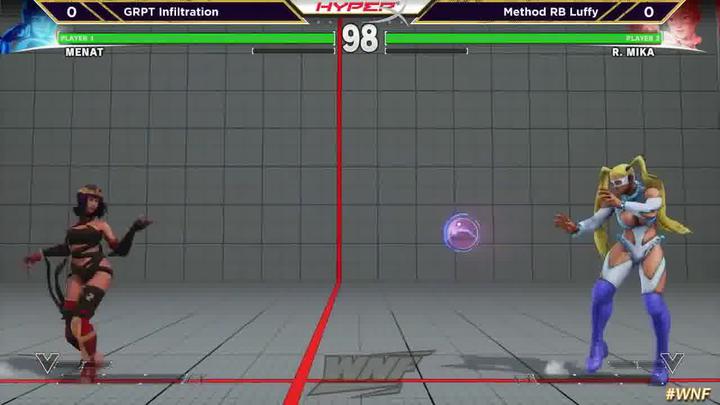 0 GRPT Infiltration HYPER Method RB Luffy 0
PLAYER 1 98 PLAYER 2
MENAT R. MIKA
WNF
#WNF